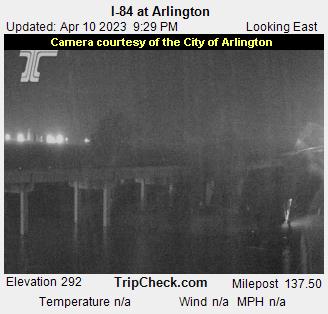 I-84 at Arlington
Updated: Apr 10 2023 9:29 PM Looking East
Camera courtesy of the City of Arlington
Elevation 292 TripCheck.com Milepost 137.50
Temperature n/a Wind n/a MPH n/a